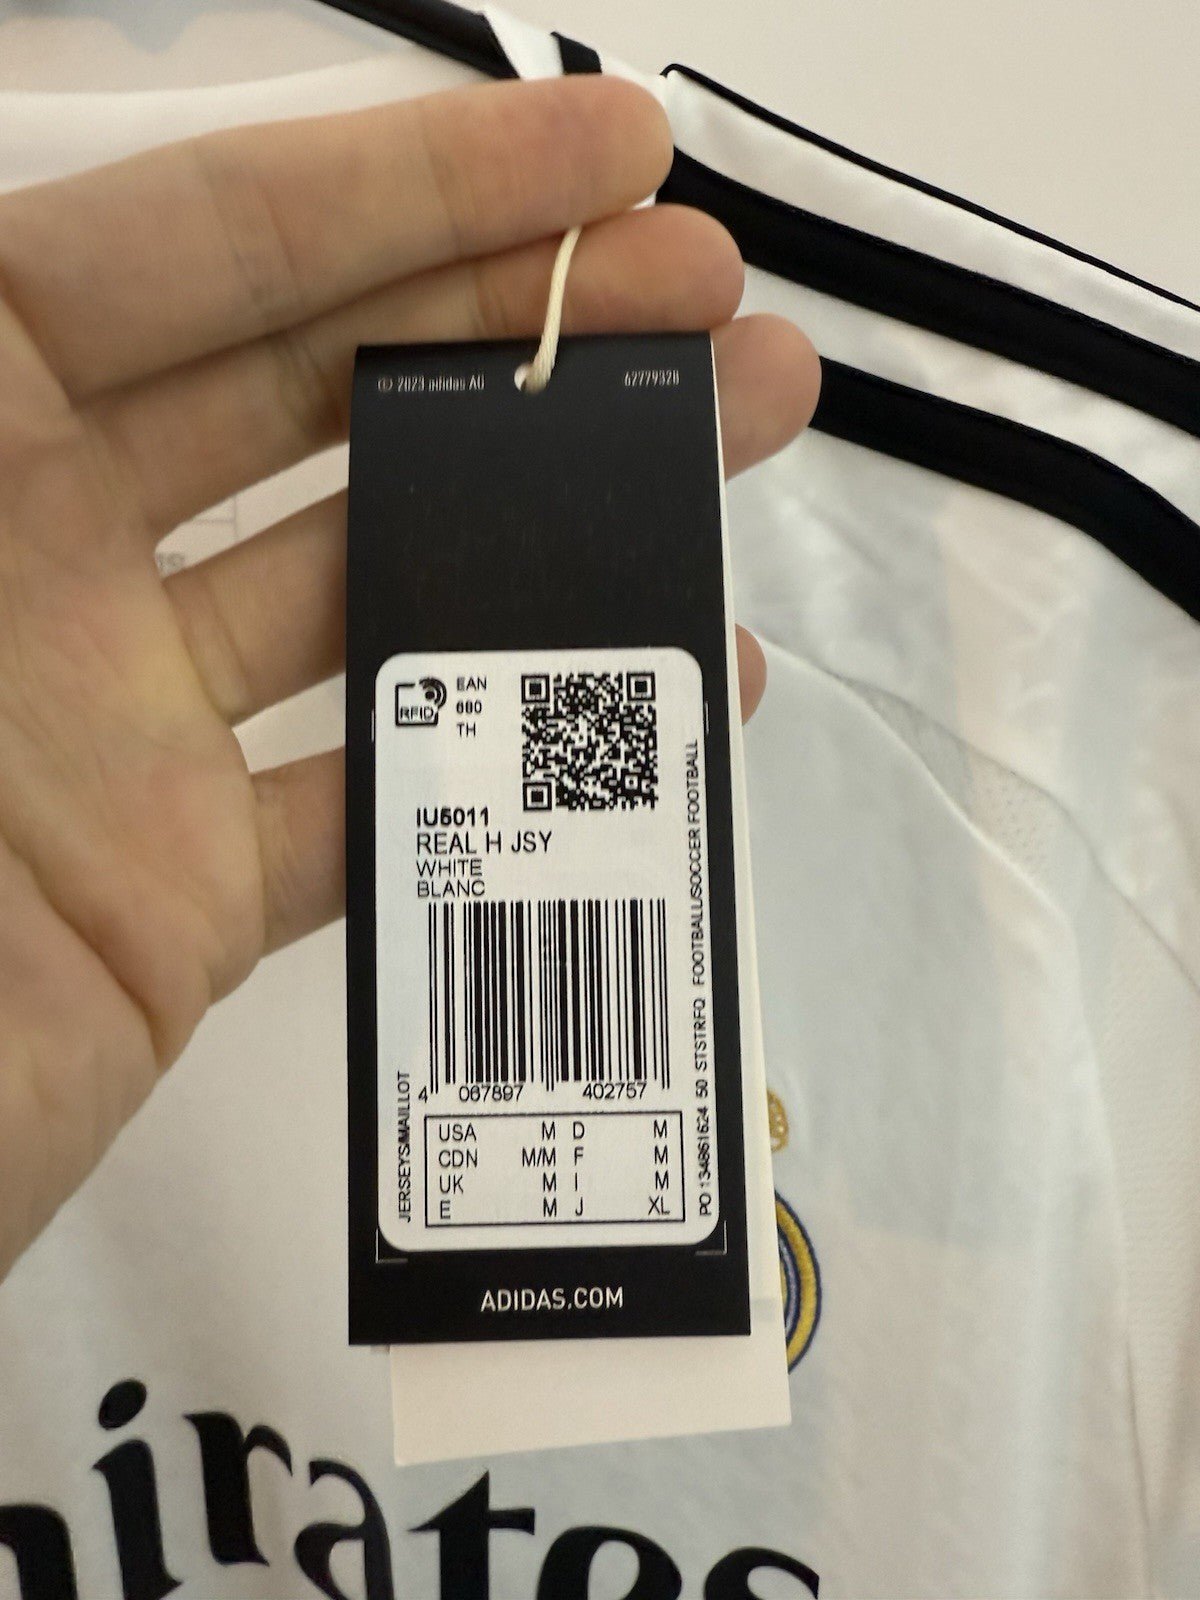 © 2023 adidas AG
62779328
RFID
EAN
680
TH
IU5011
REAL H JSY
WHITE
BLANC
4 067897 402757
USA M D M
CDN M/M F M
UK M I M
E M J XL
JERSEYS/MAILLOT
PO 134861624 50 STSTRFQ FOOTBALL/SOCCER FOOTBALL
ADIDAS.COM
mirates